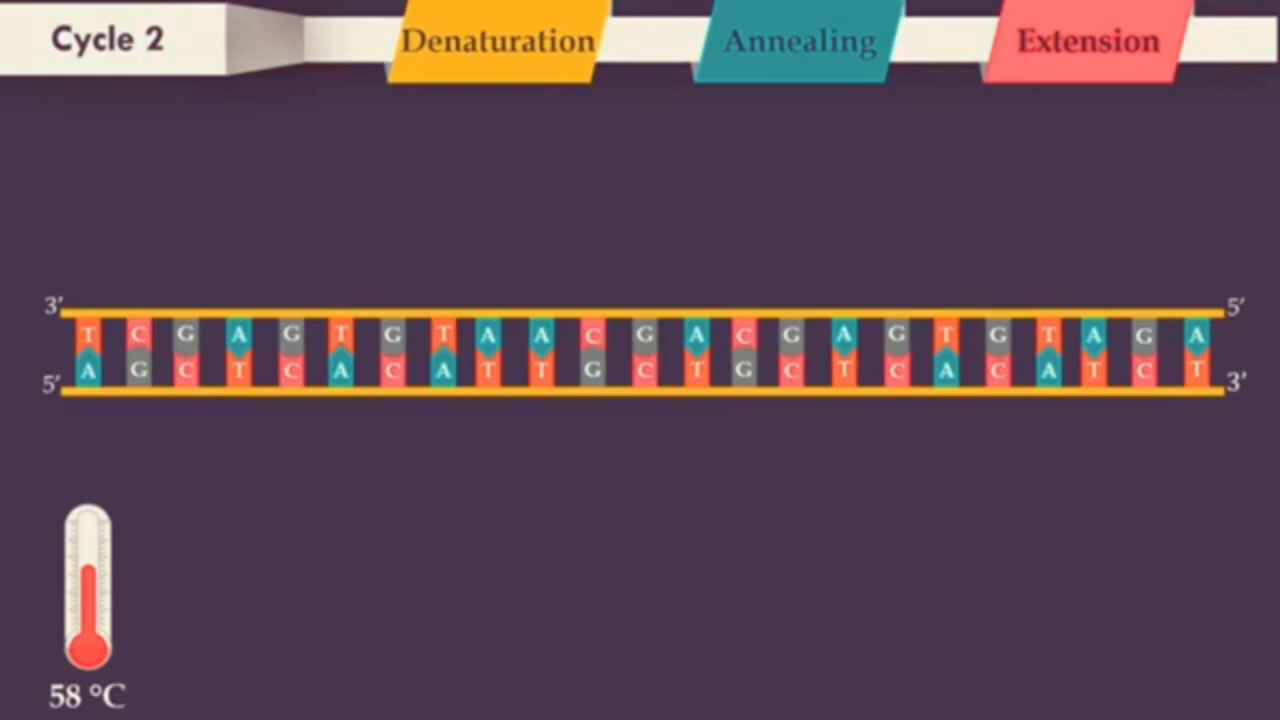 Cycle 2 Denaturation Annealing Extension
3’ 5’
T C G A G T G T A A C G A C G A G T G T A G A
A G C T C A C A T T G C T G C T C A C A T C T
5’ 3’
58 °C